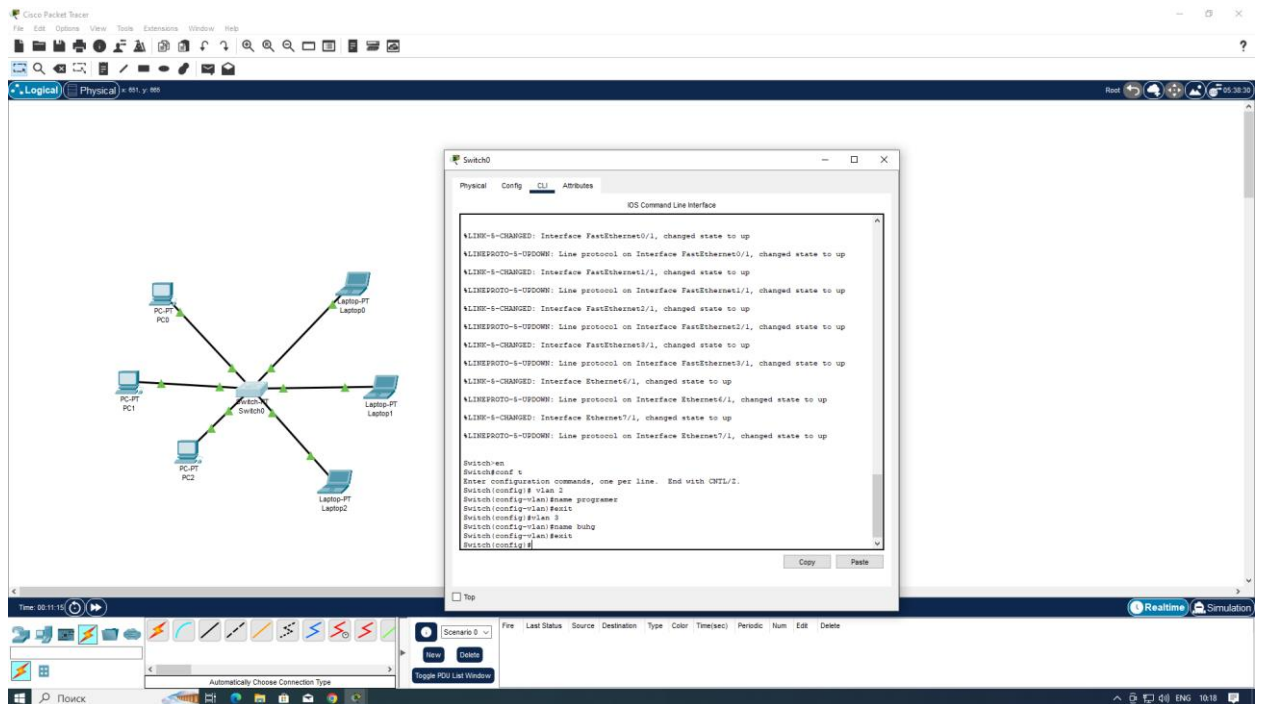 Cisco Packet Tracer
File Edit Options View Tools Extensions Window Help
?
Logical Physical x: 651, y: 665
Root 05:38:30
Switch0
Physical Config CLI Attributes
IOS Command Line Interface
%LINK-5-CHANGED: Interface FastEthernet0/1, changed state to up
%LINEPROTO-5-UPDOWN: Line protocol on Interface FastEthernet0/1, changed state to up
%LINK-5-CHANGED: Interface FastEthernet1/1, changed state to up
%LINEPROTO-5-UPDOWN: Line protocol on Interface FastEthernet1/1, changed state to up
%LINK-5-CHANGED: Interface FastEthernet2/1, changed state to up
%LINEPROTO-5-UPDOWN: Line protocol on Interface FastEthernet2/1, changed state to up
%LINK-5-CHANGED: Interface FastEthernet3/1, changed state to up
%LINEPROTO-5-UPDOWN: Line protocol on Interface FastEthernet3/1, changed state to up
%LINK-5-CHANGED: Interface Ethernet6/1, changed state to up
%LINEPROTO-5-UPDOWN: Line protocol on Interface Ethernet6/1, changed state to up
%LINK-5-CHANGED: Interface Ethernet7/1, changed state to up
%LINEPROTO-5-UPDOWN: Line protocol on Interface Ethernet7/1, changed state to up
Switch>en
Switch#conf t
Enter configuration commands, one per line. End with CNTL/Z.
Switch(config)# vlan 2
Switch(config-vlan)#name programer
Switch(config-vlan)#exit
Switch(config)#vlan 3
Switch(config-vlan)#name buhg
Switch(config-vlan)#exit
Switch(config)#
Copy Paste
Top
PC-PT
PC0
Laptop-PT
Laptop0
PC-PT
PC1
Switch-PT
Switch0
Laptop-PT
Laptop1
PC-PT
PC2
Laptop-PT
Laptop2
Time: 00:11:15
Realtime Simulation
Scenario 0
New Delete
Toggle PDU List Window
Fire Last Status Source Destination Type Color Time(sec) Periodic Num Edit Delete
Automatically Choose Connection Type
Поиск
ENG 10:18